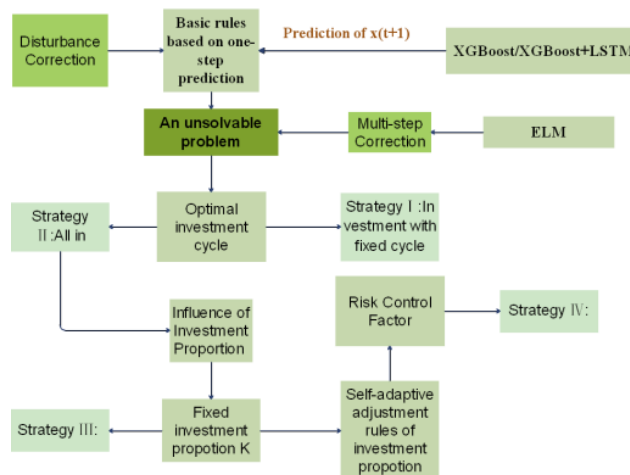 Disturbance
Correction
Basic rules
based on one-
step
prediction
Prediction of x(t+1)
XGBoost/XGBoost+LSTM
An unsolvable
problem
Multi-step
Correction
ELM
Strategy
II:All in
Optimal
investment
cycle
Strategy I:In
vestment with
fixed cycle
Influence of
Investment
Proportion
Risk Control
Factor
Strategy IV:
Strategy III:
Fixed
investment
propotion K
Self-adaptive
adjustment
rules of
investment
propotion